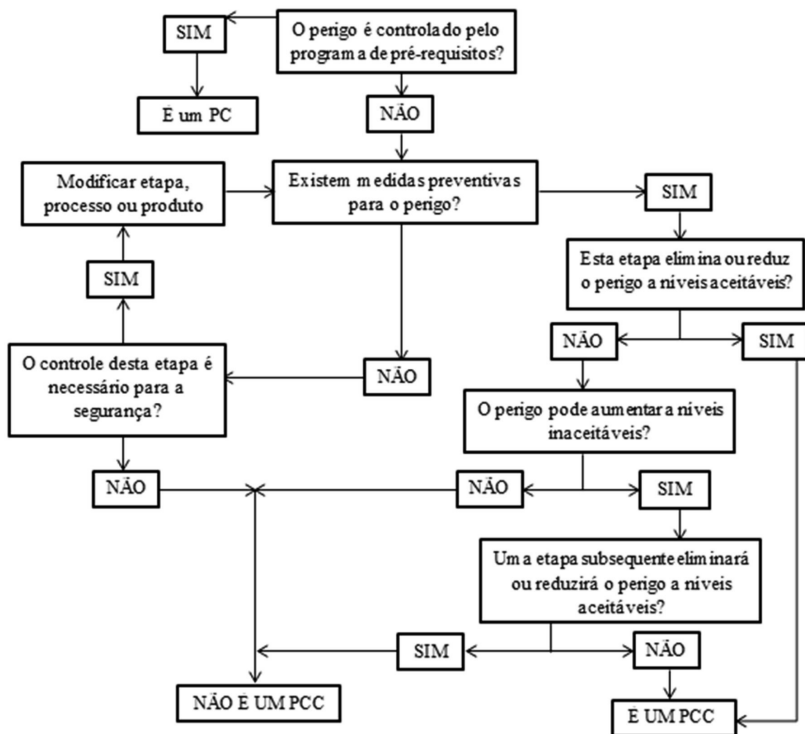 O perigo é controlado pelo
programa de pré-requisitos?
SIM
É um PC
NÃO
Modificar etapa,
processo ou produto
Existem medidas preventivas
para o perigo?
SIM
Esta etapa elimina ou reduz
o perigo a níveis aceitáveis?
SIM
NÃO
SIM
O controle desta etapa é
necessário para a
segurança?
NÃO
O perigo pode aumentar a níveis
inaceitáveis?
NÃO
NÃO
SIM
Uma etapa subsequente eliminará
ou reduzirá o perigo a níveis
aceitáveis?
SIM
NÃO
NÃO É UM PCC
É UM PCC